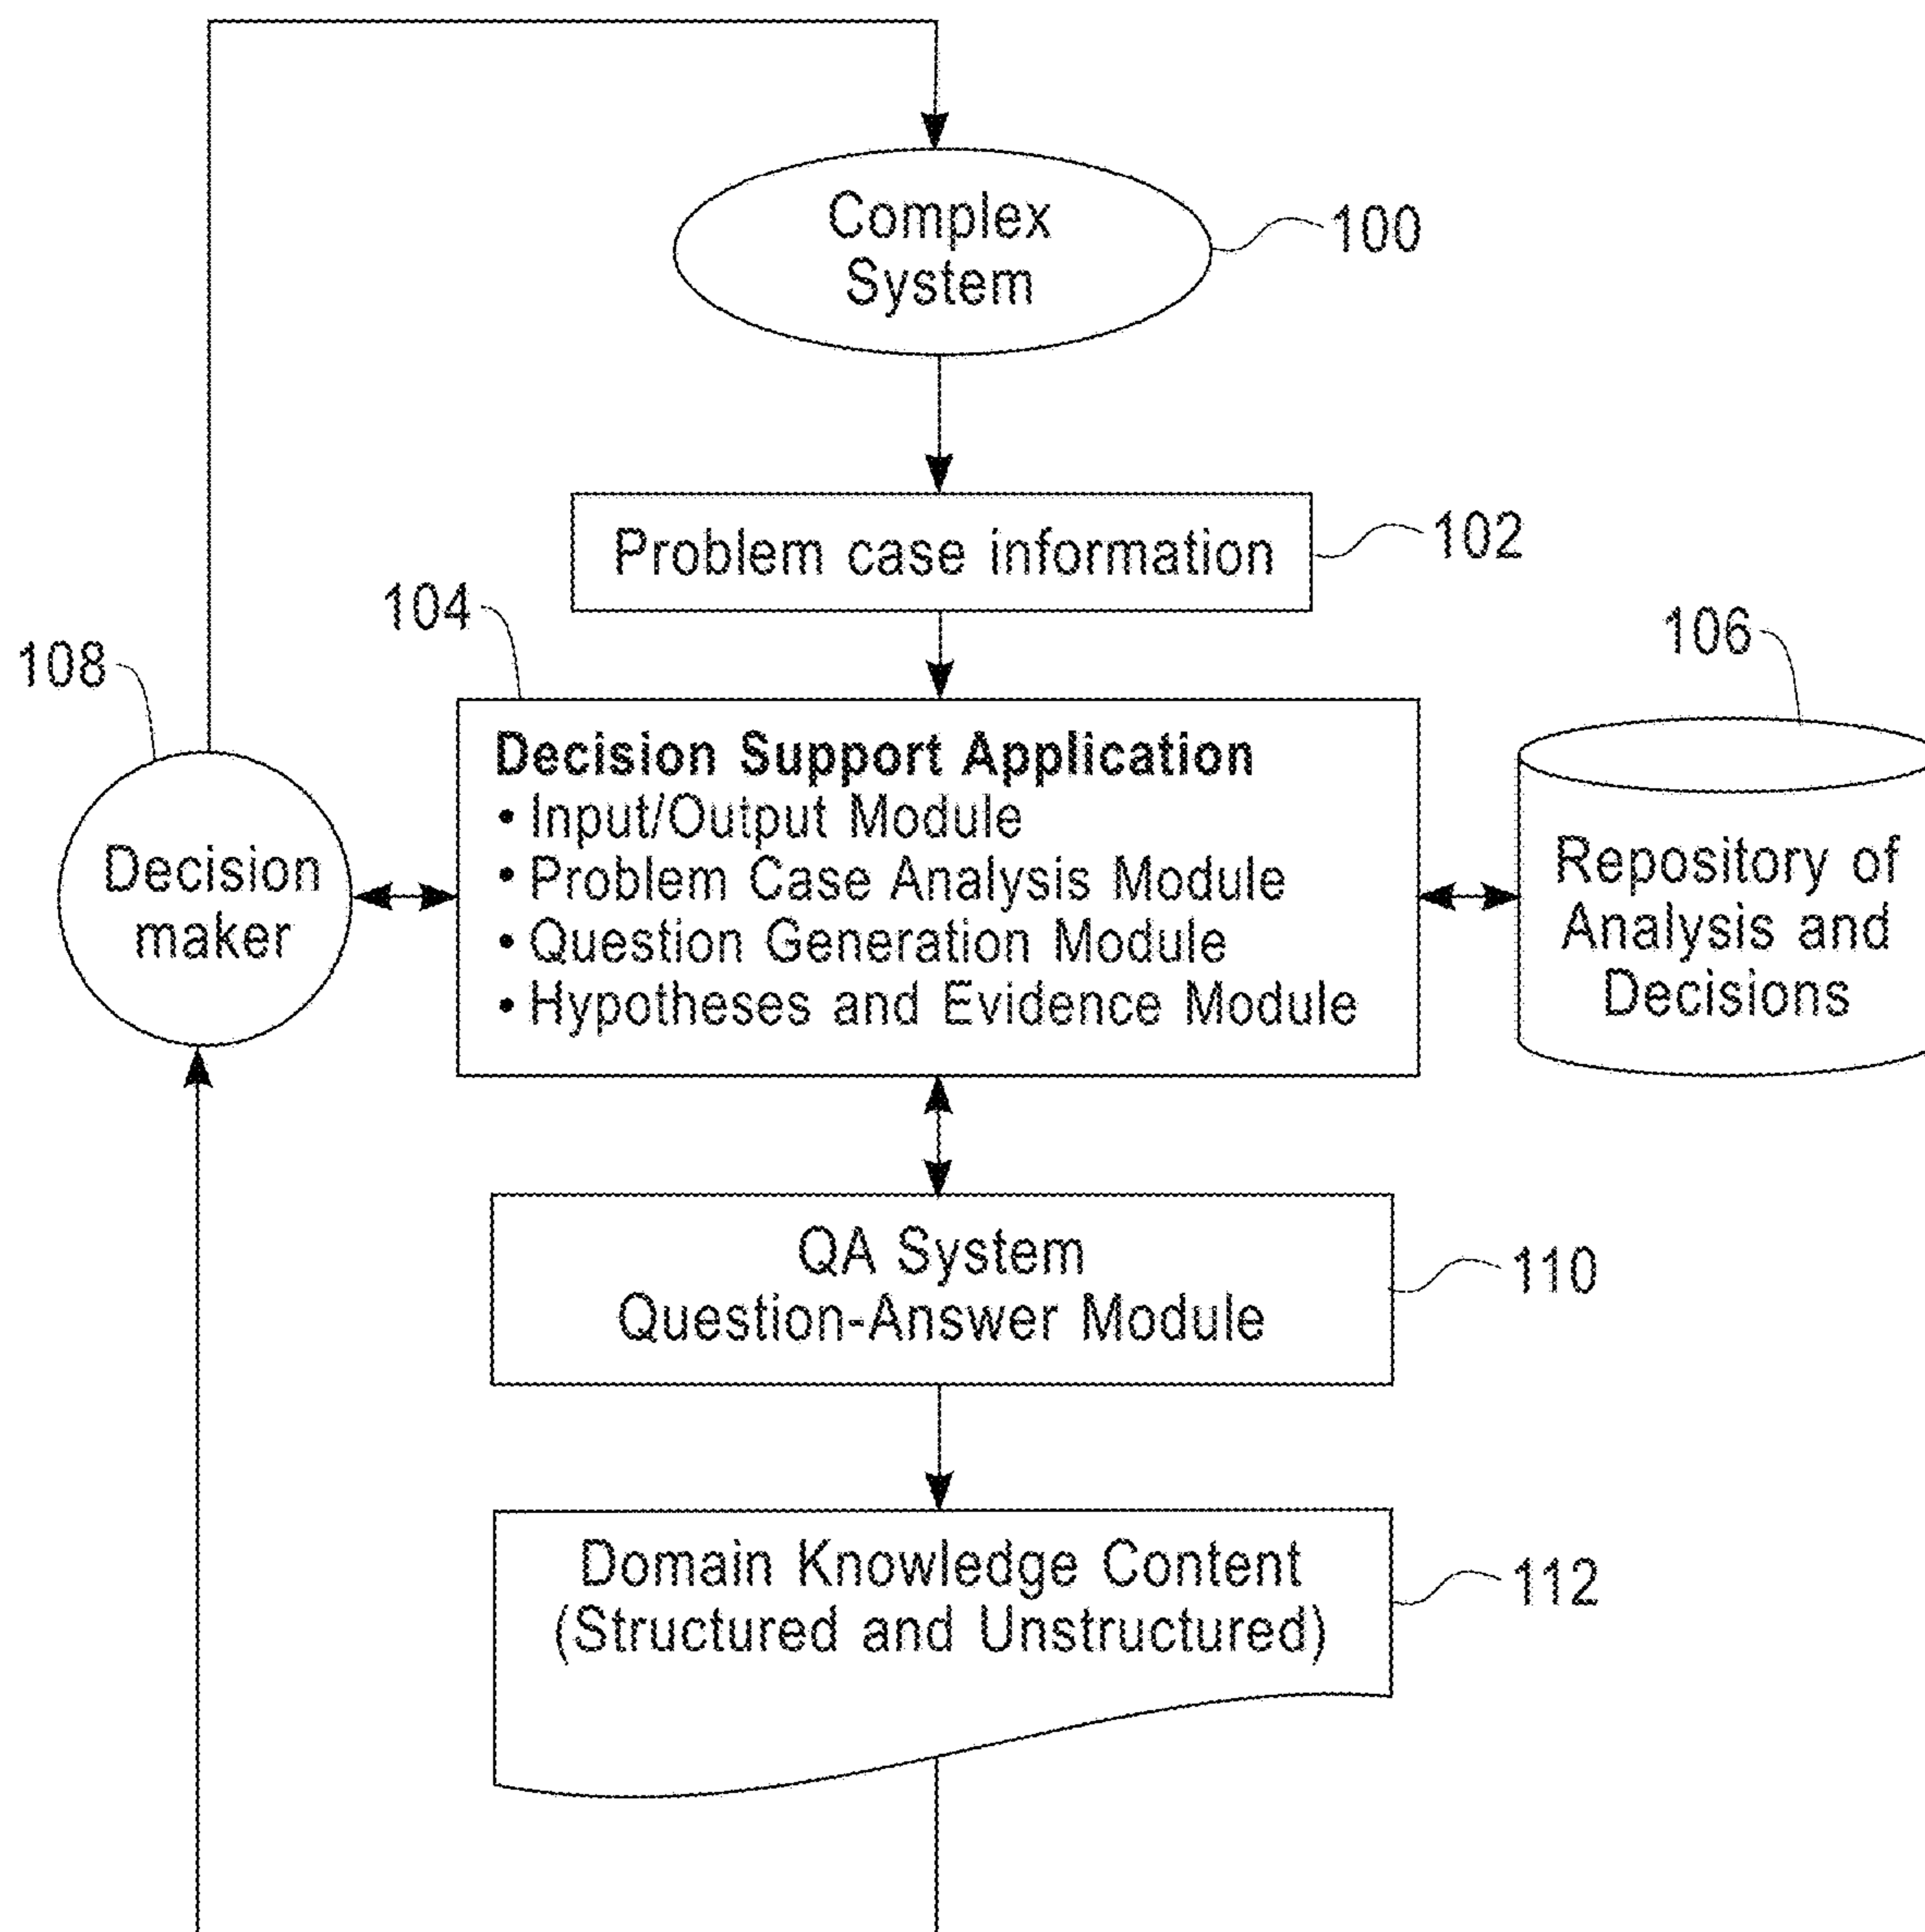 Complex
System
100
Problem case information
102
104
108
106
Decision Support Application
• Input/Output Module
• Problem Case Analysis Module
• Question Generation Module
• Hypotheses and Evidence Module
Decision
maker
Repository of
Analysis and
Decisions
QA System
Question-Answer Module
110
Domain Knowledge Content
(Structured and Unstructured)
112